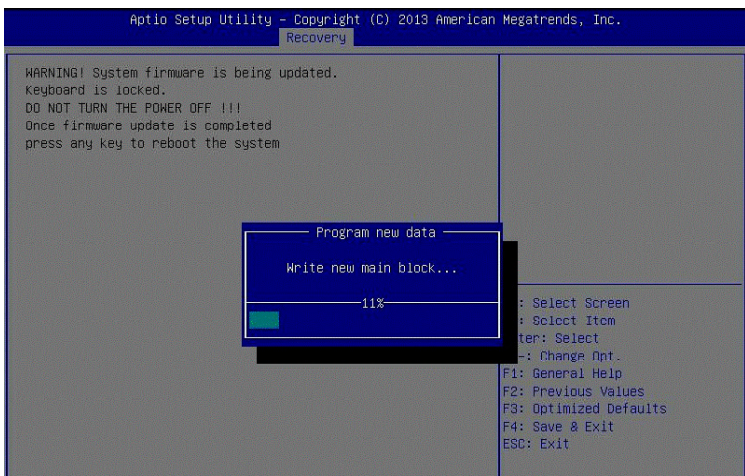 Aptio Setup Utility – Copyright (C) 2013 American Megatrends, Inc.
Recovery
WARNING! System firmware is being updated.
Keyboard is locked.
DO NOT TURN THE POWER OFF !!!
Once firmware update is completed
press any key to reboot the system
Program new data
Write new main block...
11%
: Select Screen
: Select Item
ter: Select
-: Change Opt.
F1: General Help
F2: Previous Values
F3: Optimized Defaults
F4: Save & Exit
ESC: Exit